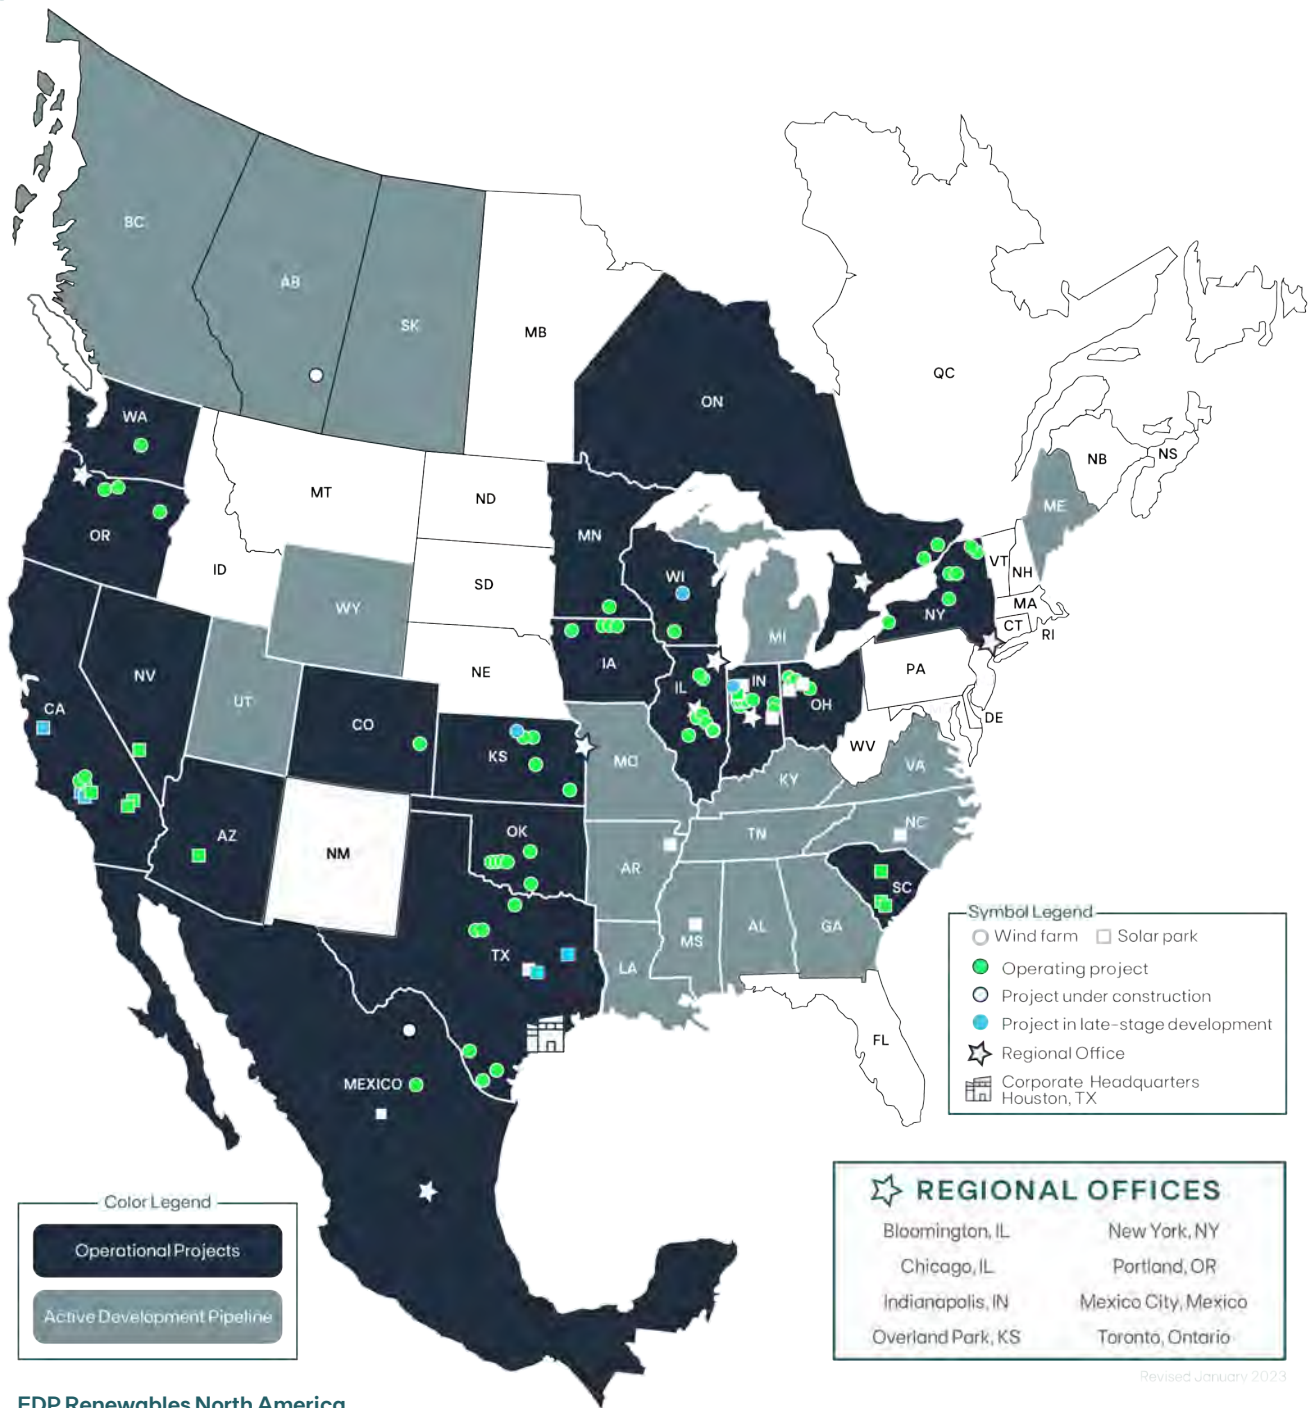 BC
AB
SK
MB
ON
QC
NB
NS
ME
WA
MT
ND
MN
OR
ID
SD
WI
VT
NH
WY
MA
NY
CT
RI
MI
NE
IA
PA
NV
UT
IL
IN
OH
CA
CO
DE
KS
MO
WV
VA
KY
AZ
OK
TN
NC
NM
AR
SC
TX
MS
AL
GA
LA
FL
MEXICO
Symbol Legend
Wind farm
Solar park
Operating project
Project under construction
Project in late-stage development
Regional Office
Corporate Headquarters
Houston, TX
REGIONAL OFFICES
Bloomington, IL
New York, NY
Chicago, IL
Portland, OR
Indianapolis, IN
Mexico City, Mexico
Overland Park, KS
Toronto, Ontario
Color Legend
Operational Projects
Active Development Pipeline
Revised January 2023
EDP Renewables North America